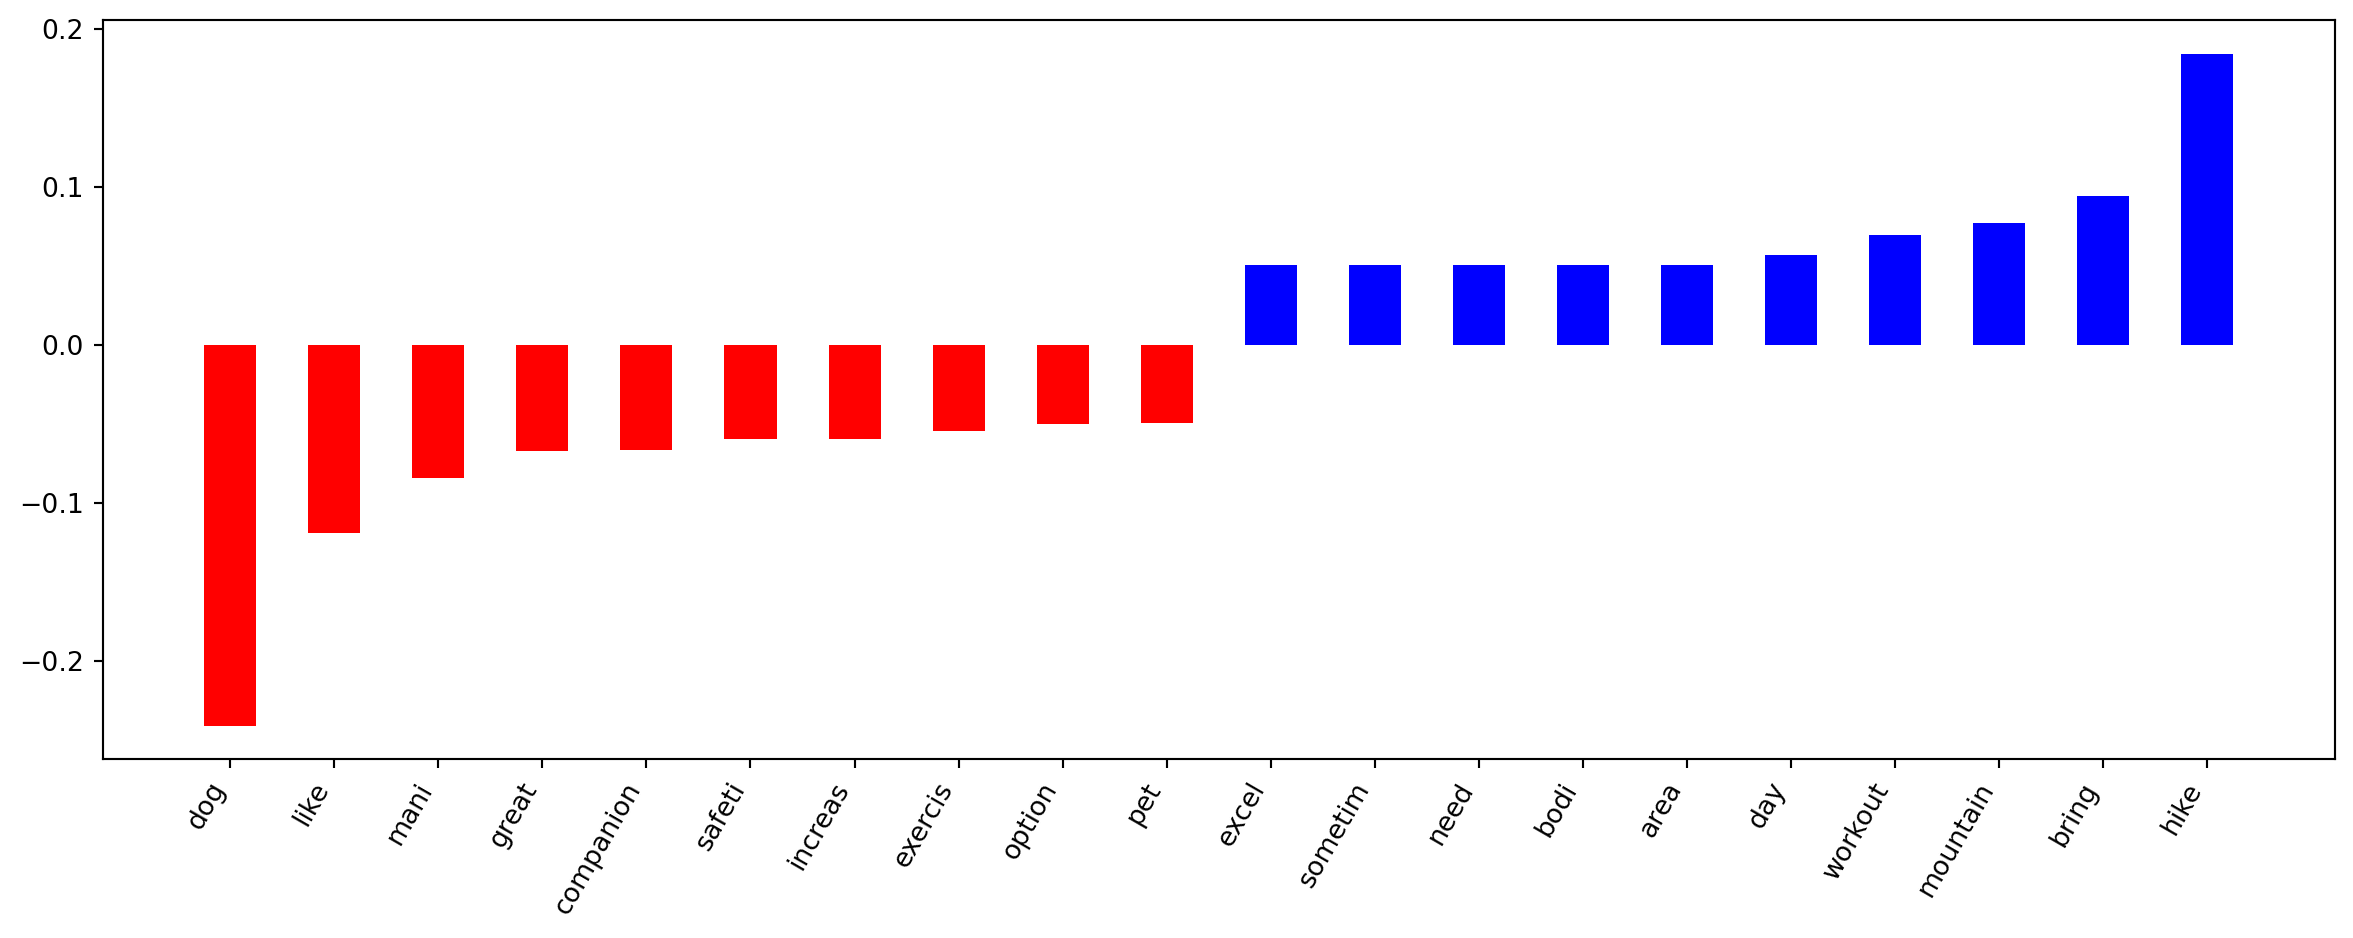 0.2
0.1
0.0
−0.1
−0.2
dog
like
mani
great
companion
safeti
increas
exercis
option
pet
excel
sometim
need
bodi
area
day
workout
mountain
bring
hike